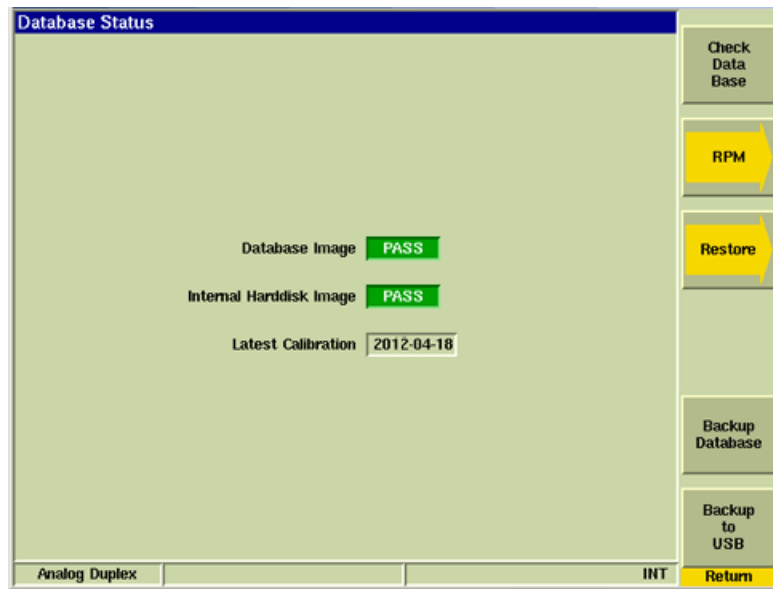 Database Status
Check
Data
Base
RPM
Restore
Database Image PASS
Internal Harddisk Image PASS
Latest Calibration 2012-04-18
Backup
Database
Backup
to
USB
Analog Duplex
INT
Return